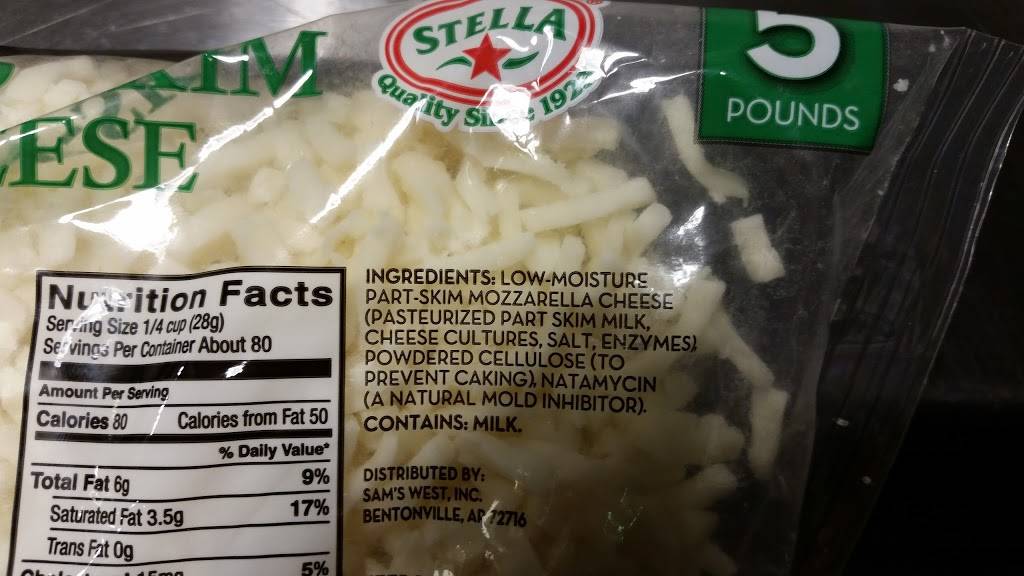 STELLA
Quality Since 192
5
POUNDS
KIM
ESE
Nutrition Facts
Serving Size 1/4 cup (28g)
Servings Per Container About 80
Amount Per Serving
Calories 80 Calories from Fat 50
% Daily Value*
Total Fat 6g 9%
Saturated Fat 3.5g 17%
Trans Fat 0g
5%
INGREDIENTS: LOW-MOISTURE
PART-SKIM MOZZARELLA CHEESE
(PASTEURIZED PART SKIM MILK,
CHEESE CULTURES, SALT, ENZYMES),
POWDERED CELLULOSE (TO
PREVENT CAKING), NATAMYCIN
(A NATURAL MOLD INHIBITOR).
CONTAINS: MILK.
DISTRIBUTED BY:
SAM'S WEST, INC.
BENTONVILLE, AR 72716